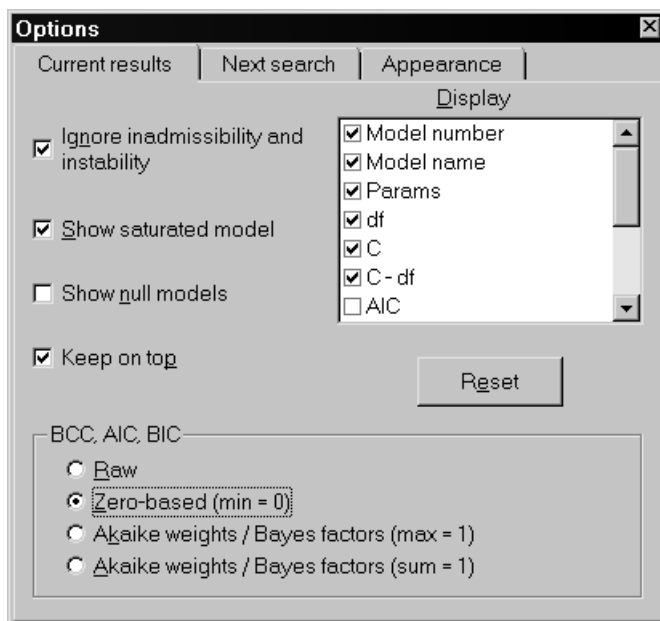 Options
Current results
Next search
Appearance
Ignore inadmissibility and
instability
Show saturated model
Show null models
Keep on top
Display
Model number
Model name
Params
df
C
C - df
AIC
Reset
BCC, AIC, BIC
Raw
Zero-based (min = 0)
Akaike weights / Bayes factors (max = 1)
Akaike weights / Bayes factors (sum = 1)